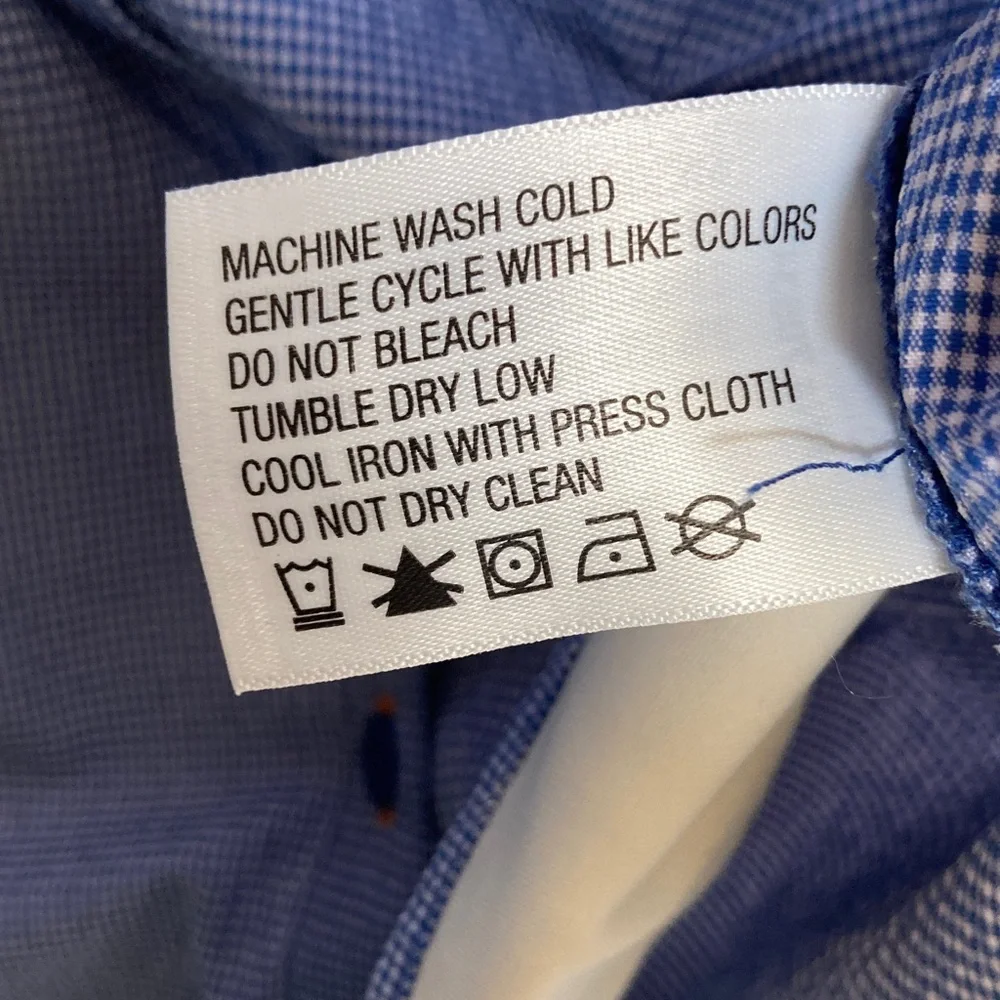 MACHINE WASH COLD
GENTLE CYCLE WITH LIKE COLORS
DO NOT BLEACH
TUMBLE DRY LOW
COOL IRON WITH PRESS CLOTH
DO NOT DRY CLEAN